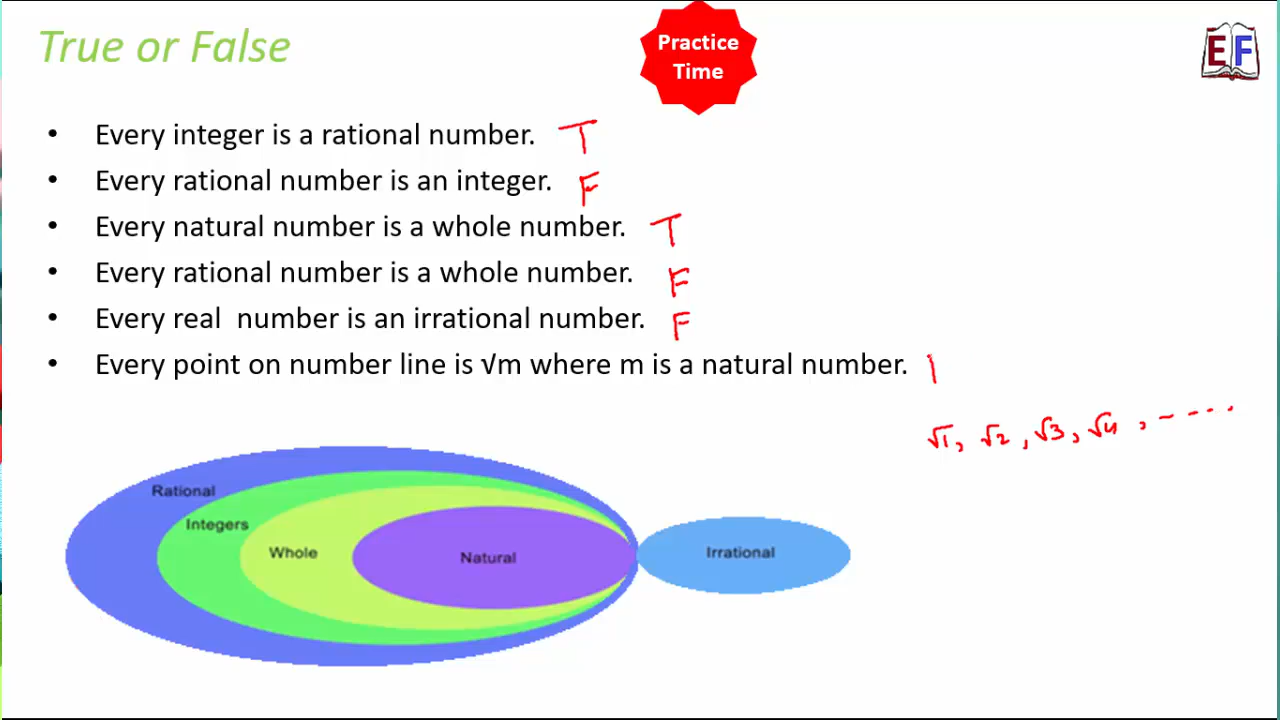 True or False
Practice
Time
EF
• Every integer is a rational number. T
• Every rational number is an integer. F
• Every natural number is a whole number. T
• Every rational number is a whole number. F
• Every real number is an irrational number. F
• Every point on number line is √m where m is a natural number.
√1, √2, √3, √4, ----..
Rational
Integers
Whole
Natural
Irrational